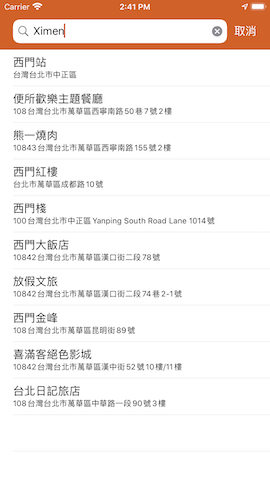 Carrier 2:41 PM
Ximen 取消
西門站
台灣台北市中正區
便所歡樂主題餐廳
108台灣台北市萬華區西寧南路50巷7號2樓
熊一燒肉
10843台灣台北市萬華區西寧南路155號2樓
西門紅樓
台北市萬華區成都路10號
西門棧
100台灣台北市中正區Yanping South Road Lane 1014號
西門大飯店
10842台灣台北市萬華區漢口街二段78號
放假文旅
10842台灣台北市萬華區漢口街二段74巷2-1號
西門金峰
108台灣台北市萬華區昆明街89號
喜滿客絕色影城
10842台灣台北市萬華區漢中街52號10樓/11樓
台北日記旅店
108台灣台北市萬華區中華路一段90號3樓